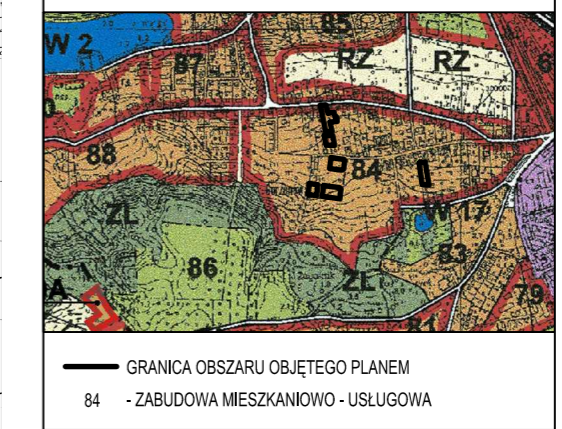 85
W 2
RZ
RZ
87
88
84
ZL
W 17
86
83
ZL
79
81
GRANICA OBSZARU OBJĘTEGO PLANEM
84 - ZABUDOWA MIESZKANIOWO - USŁUGOWA